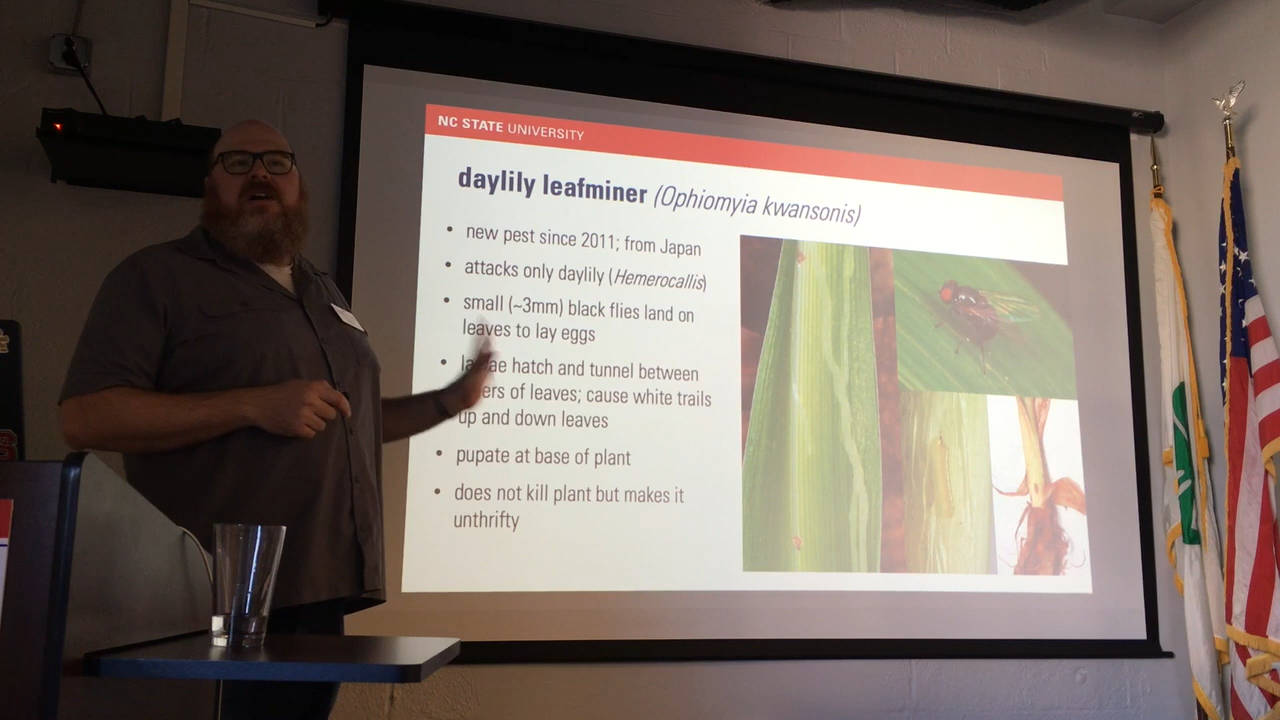 NC STATE UNIVERSITY
daylily leafminer (Ophiomyia kwansonis)
• new pest since 2011; from Japan
• attacks only daylily (Hemerocallis)
• small (~3mm) black flies land on
leaves to lay eggs
• larvae hatch and tunnel between
layers of leaves; cause white trails
up and down leaves
• pupate at base of plant
• does not kill plant but makes it
unthrifty